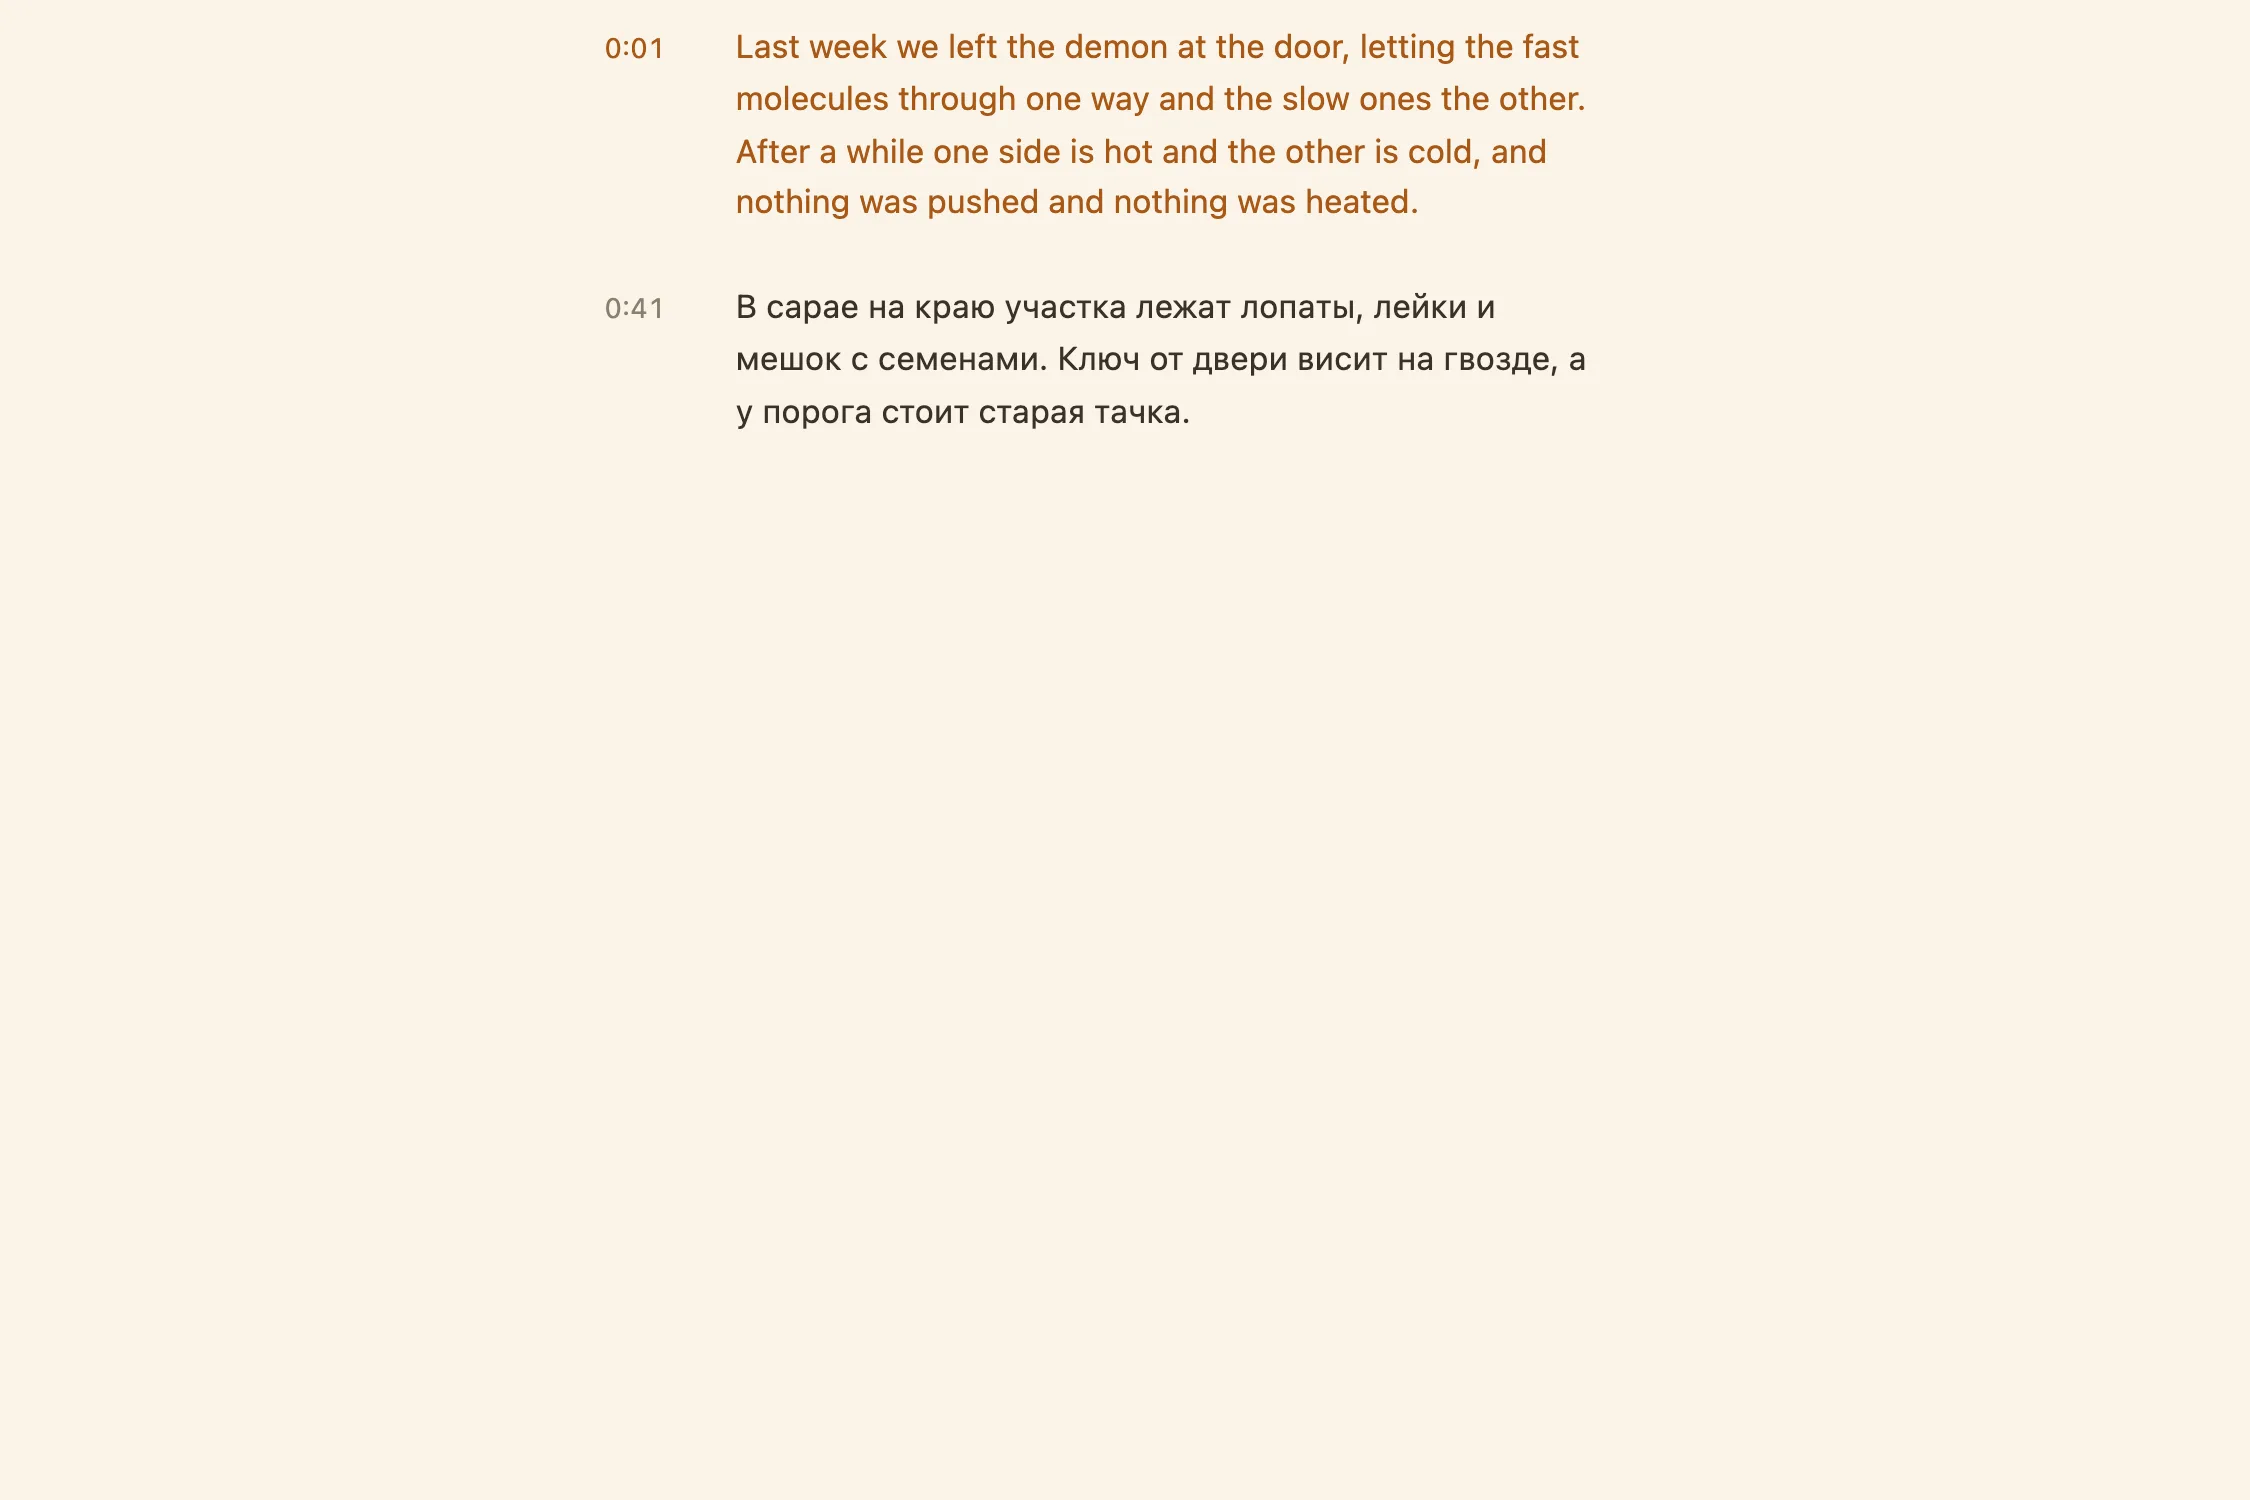 0:01 Last week we left the demon at the door, letting the fast
molecules through one way and the slow ones the other.
After a while one side is hot and the other is cold, and
nothing was pushed and nothing was heated.
0:41 В сарае на краю участка лежат лопаты, лейки и
мешок с семенами. Ключ от двери висит на гвозде, а
у порога стоит старая тачка.